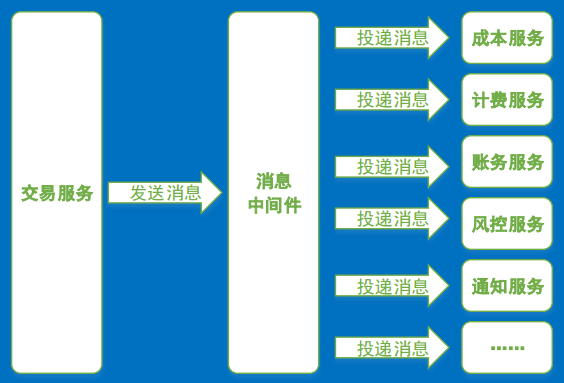 交易服务
发送消息
消息
中间件
投递消息
成本服务
投递消息
计费服务
投递消息
账务服务
投递消息
风控服务
投递消息
通知服务
投递消息
……